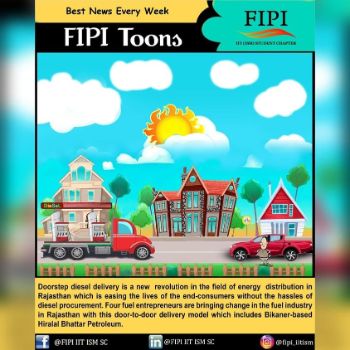 Best News Every Week
FIPI Toons
FIPI
IIT (ISM) STUDENT CHAPTER
Diesel
Doorstep diesel delivery is a new revolution in the field of energy distribution in
Rajasthan which is easing the lives of the end-consumers without the hassles of
diesel procurement. Four fuel entrepreneurs are bringing change in the fuel industry
in Rajasthan with this door-to-door delivery model which includes Bikaner-based
Hiralal Bhattar Petroleum.
@FIPI IIT ISM SC
@FIPI IIT ISM SC
@fipi_iitism